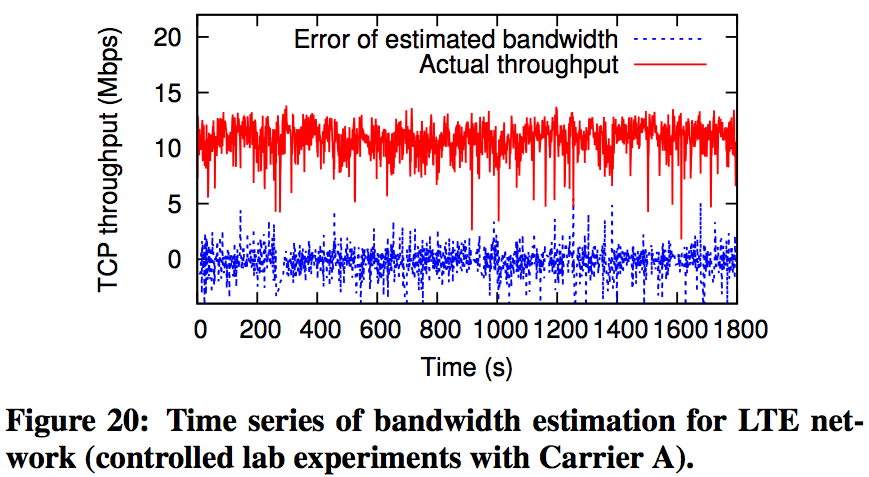 Error of estimated bandwidth
Actual throughput
TCP throughput (Mbps)
20
15
10
5
0
0 200 400 600 800 1000 1200 1400 1600 1800
Time (s)
Figure 20: Time series of bandwidth estimation for LTE net-
work (controlled lab experiments with Carrier A).